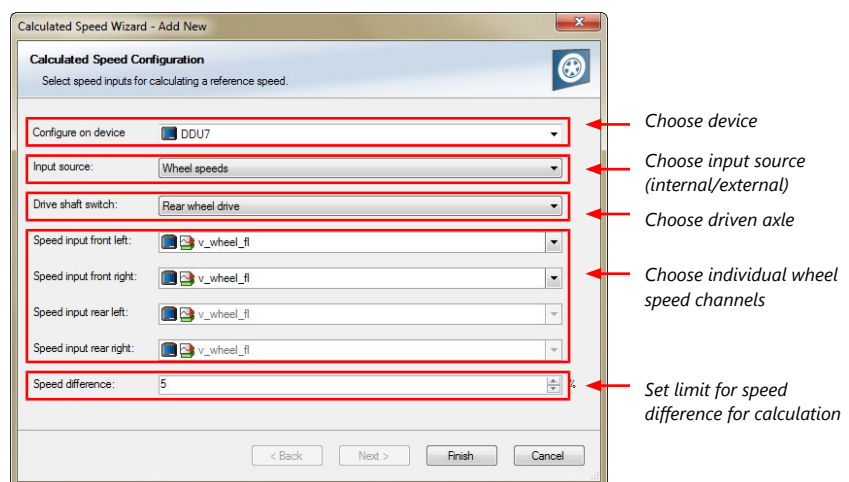 Calculated Speed Wizard - Add New
Calculated Speed Configuration
Select speed inputs for calculating a reference speed.
Configure on device DDU7
Choose device
Input source: Wheel speeds
Choose input source
(internal/external)
Drive shaft switch: Rear wheel drive
Choose driven axle
Speed input front left: v_wheel_fl
Speed input front right: v_wheel_fl
Choose individual wheel
speed channels
Speed input rear left: v_wheel_fl
Speed input rear right: v_wheel_fl
Speed difference: 5 %
Set limit for speed
difference for calculation
< Back Next > Finish Cancel